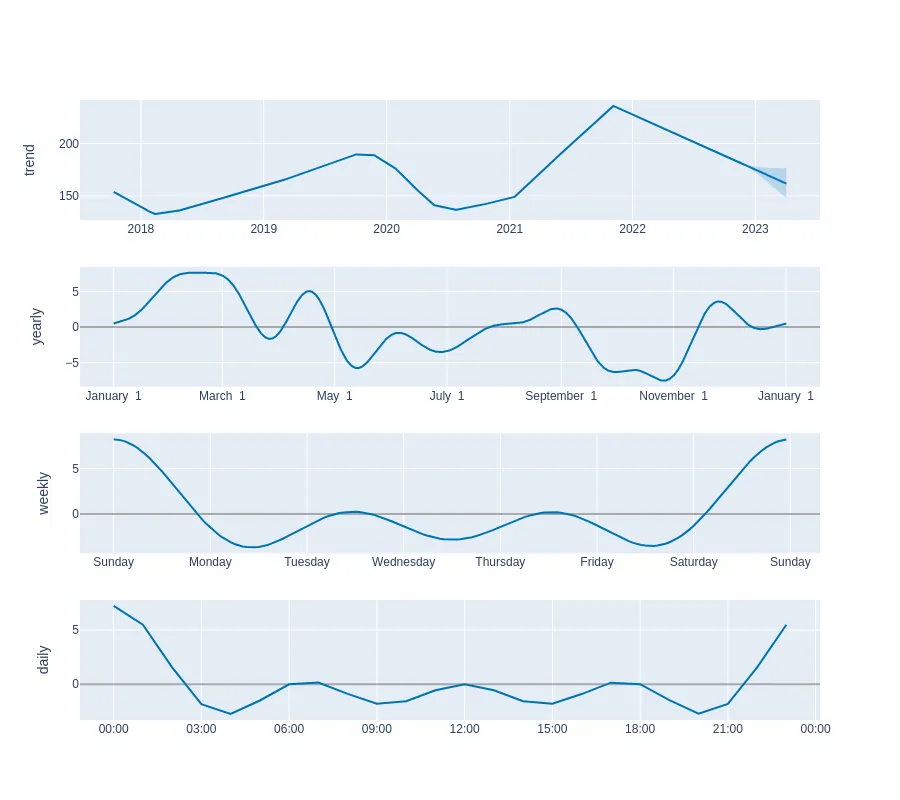 trend
200
150
2018 2019 2020 2021 2022 2023
yearly
5
0
−5
January 1 March 1 May 1 July 1 September 1 November 1 January 1
weekly
5
0
Sunday Monday Tuesday Wednesday Thursday Friday Saturday Sunday
daily
5
0
00:00 03:00 06:00 09:00 12:00 15:00 18:00 21:00 00:00